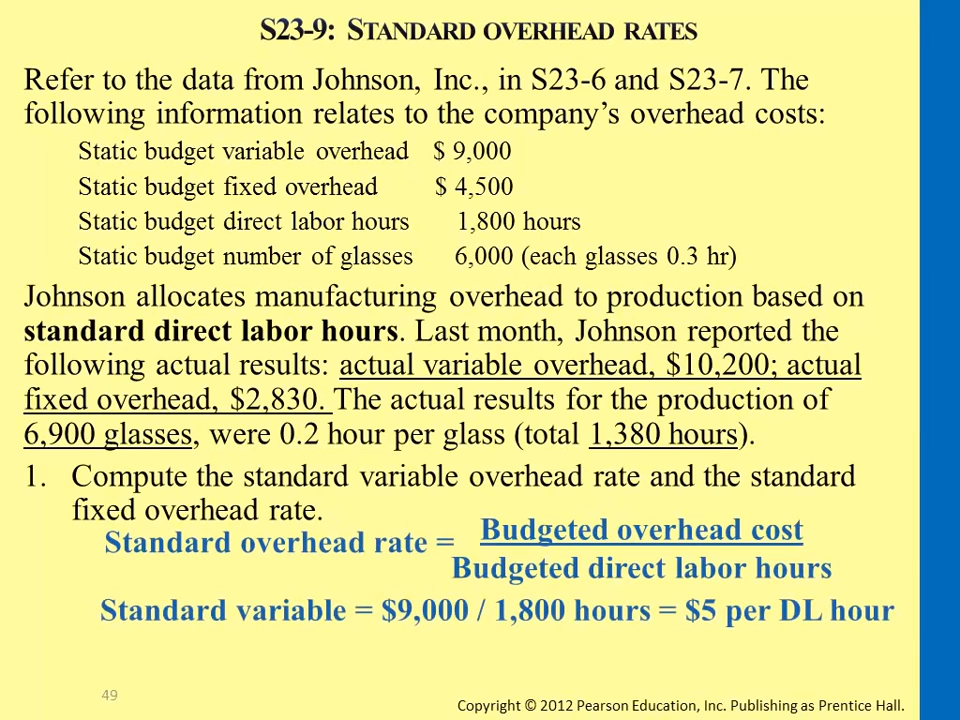 S23-9: STANDARD OVERHEAD RATES
Refer to the data from Johnson, Inc., in S23-6 and S23-7. The
following information relates to the company’s overhead costs:
Static budget variable overhead $ 9,000
Static budget fixed overhead $ 4,500
Static budget direct labor hours 1,800 hours
Static budget number of glasses 6,000 (each glasses 0.3 hr)
Johnson allocates manufacturing overhead to production based on
standard direct labor hours. Last month, Johnson reported the
following actual results: actual variable overhead, $10,200; actual
fixed overhead, $2,830. The actual results for the production of
6,900 glasses, were 0.2 hour per glass (total 1,380 hours).
1. Compute the standard variable overhead rate and the standard
fixed overhead rate.
Standard overhead rate = Budgeted overhead cost
Budgeted direct labor hours
Standard variable = $9,000 / 1,800 hours = $5 per DL hour
49
Copyright © 2012 Pearson Education, Inc. Publishing as Prentice Hall.